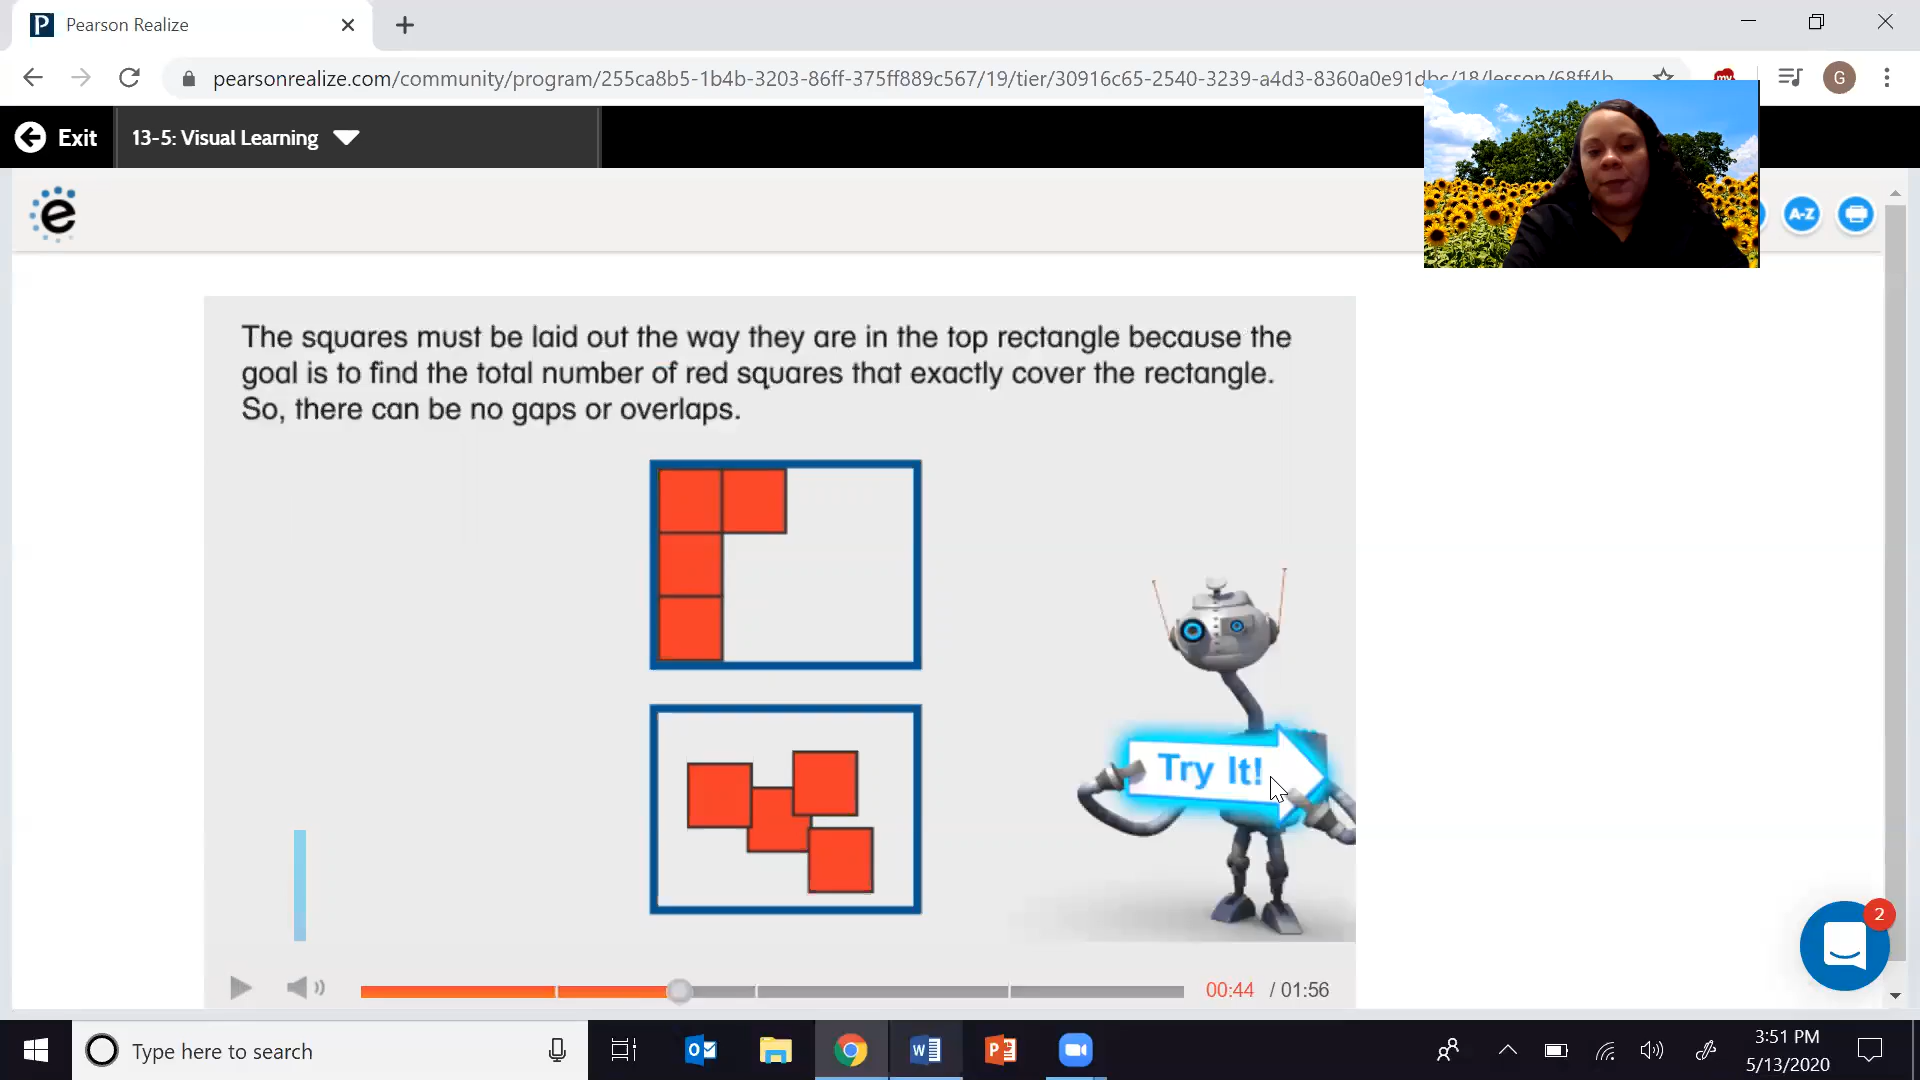 Pearson Realize
pearsonrealize.com/community/program/255ca8b5-1b4b-3203-86ff-375ff889c567/19/tier/30916c65-2540-3239-a4d3-8360a0e91dbc/18/lesson/68ff4b
G
Exit
13-5: Visual Learning
e
A-Z
The squares must be laid out the way they are in the top rectangle because the
goal is to find the total number of red squares that exactly cover the rectangle.
So, there can be no gaps or overlaps.
Try It!
2
00:44 / 01:56
Type here to search
3:51 PM
5/13/2020